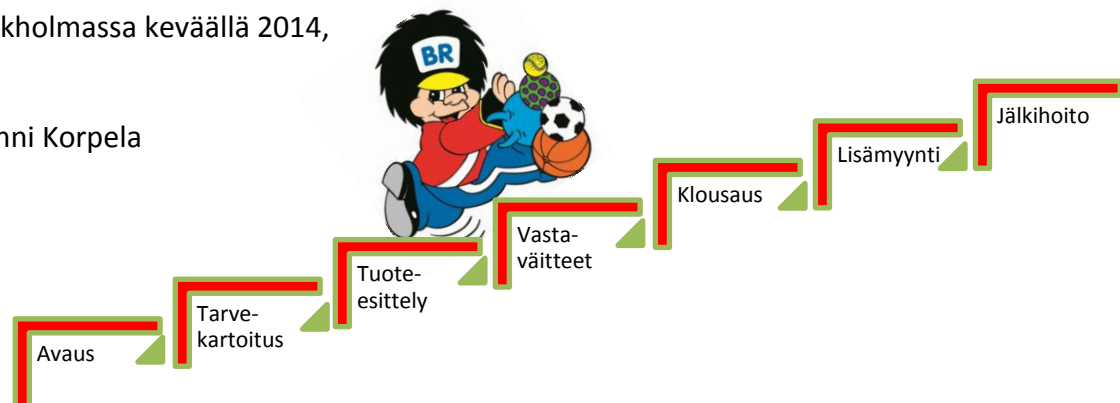 kholmassa keväällä 2014,
nni Korpela
BR
Avaus
Tarve-
kartoitus
Tuote-
esittely
Vasta-
väitteet
Klousaus
Lisämyynti
Jälkihoito